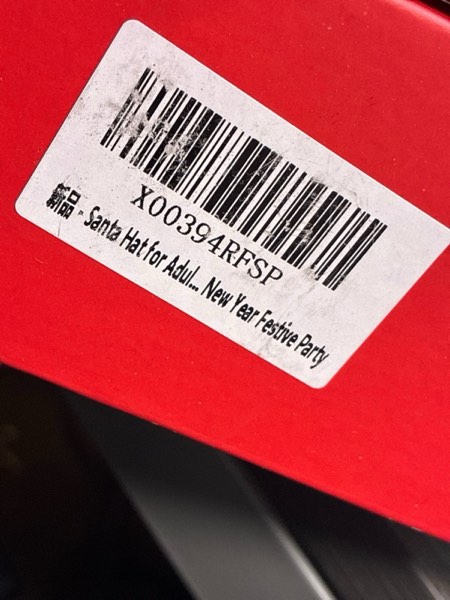 X00394RFSP
新品 - Santa Hat for Adul... New Year Festive Party